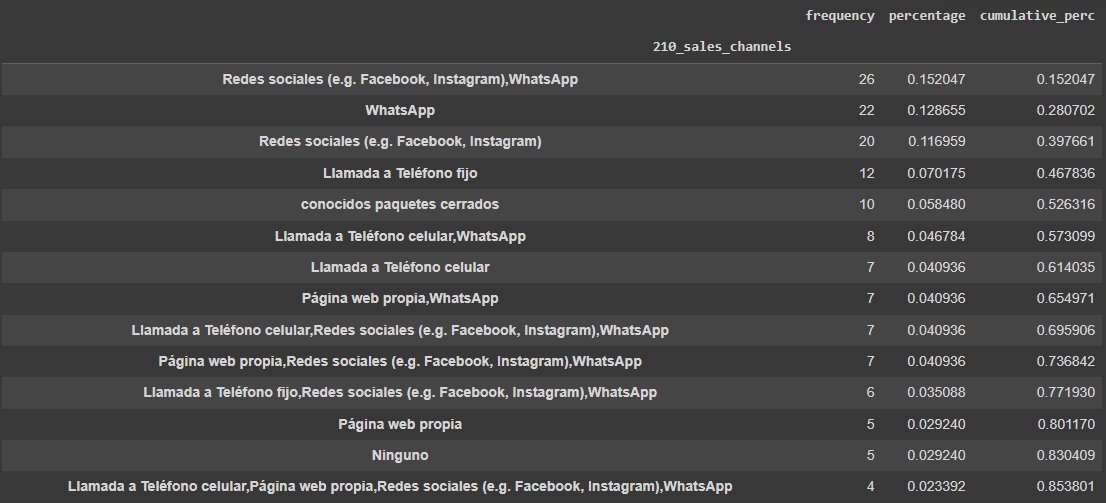 frequency percentage cumulative_perc
210_sales_channels
Redes sociales (e.g. Facebook, Instagram),WhatsApp 26 0.152047 0.152047
WhatsApp 22 0.128655 0.280702
Redes sociales (e.g. Facebook, Instagram) 20 0.116959 0.397661
Llamada a Teléfono fijo 12 0.070175 0.467836
conocidos paquetes cerrados 10 0.058480 0.526316
Llamada a Teléfono celular,WhatsApp 8 0.046784 0.573099
Llamada a Teléfono celular 7 0.040936 0.614035
Página web propia,WhatsApp 7 0.040936 0.654971
Llamada a Teléfono celular,Redes sociales (e.g. Facebook, Instagram),WhatsApp 7 0.040936 0.695906
Página web propia,Redes sociales (e.g. Facebook, Instagram),WhatsApp 7 0.040936 0.736842
Llamada a Teléfono fijo,Redes sociales (e.g. Facebook, Instagram),WhatsApp 6 0.035088 0.771930
Página web propia 5 0.029240 0.801170
Ninguno 5 0.029240 0.830409
Llamada a Teléfono celular,Página web propia,Redes sociales (e.g. Facebook, Instagram),WhatsApp 4 0.023392 0.853801